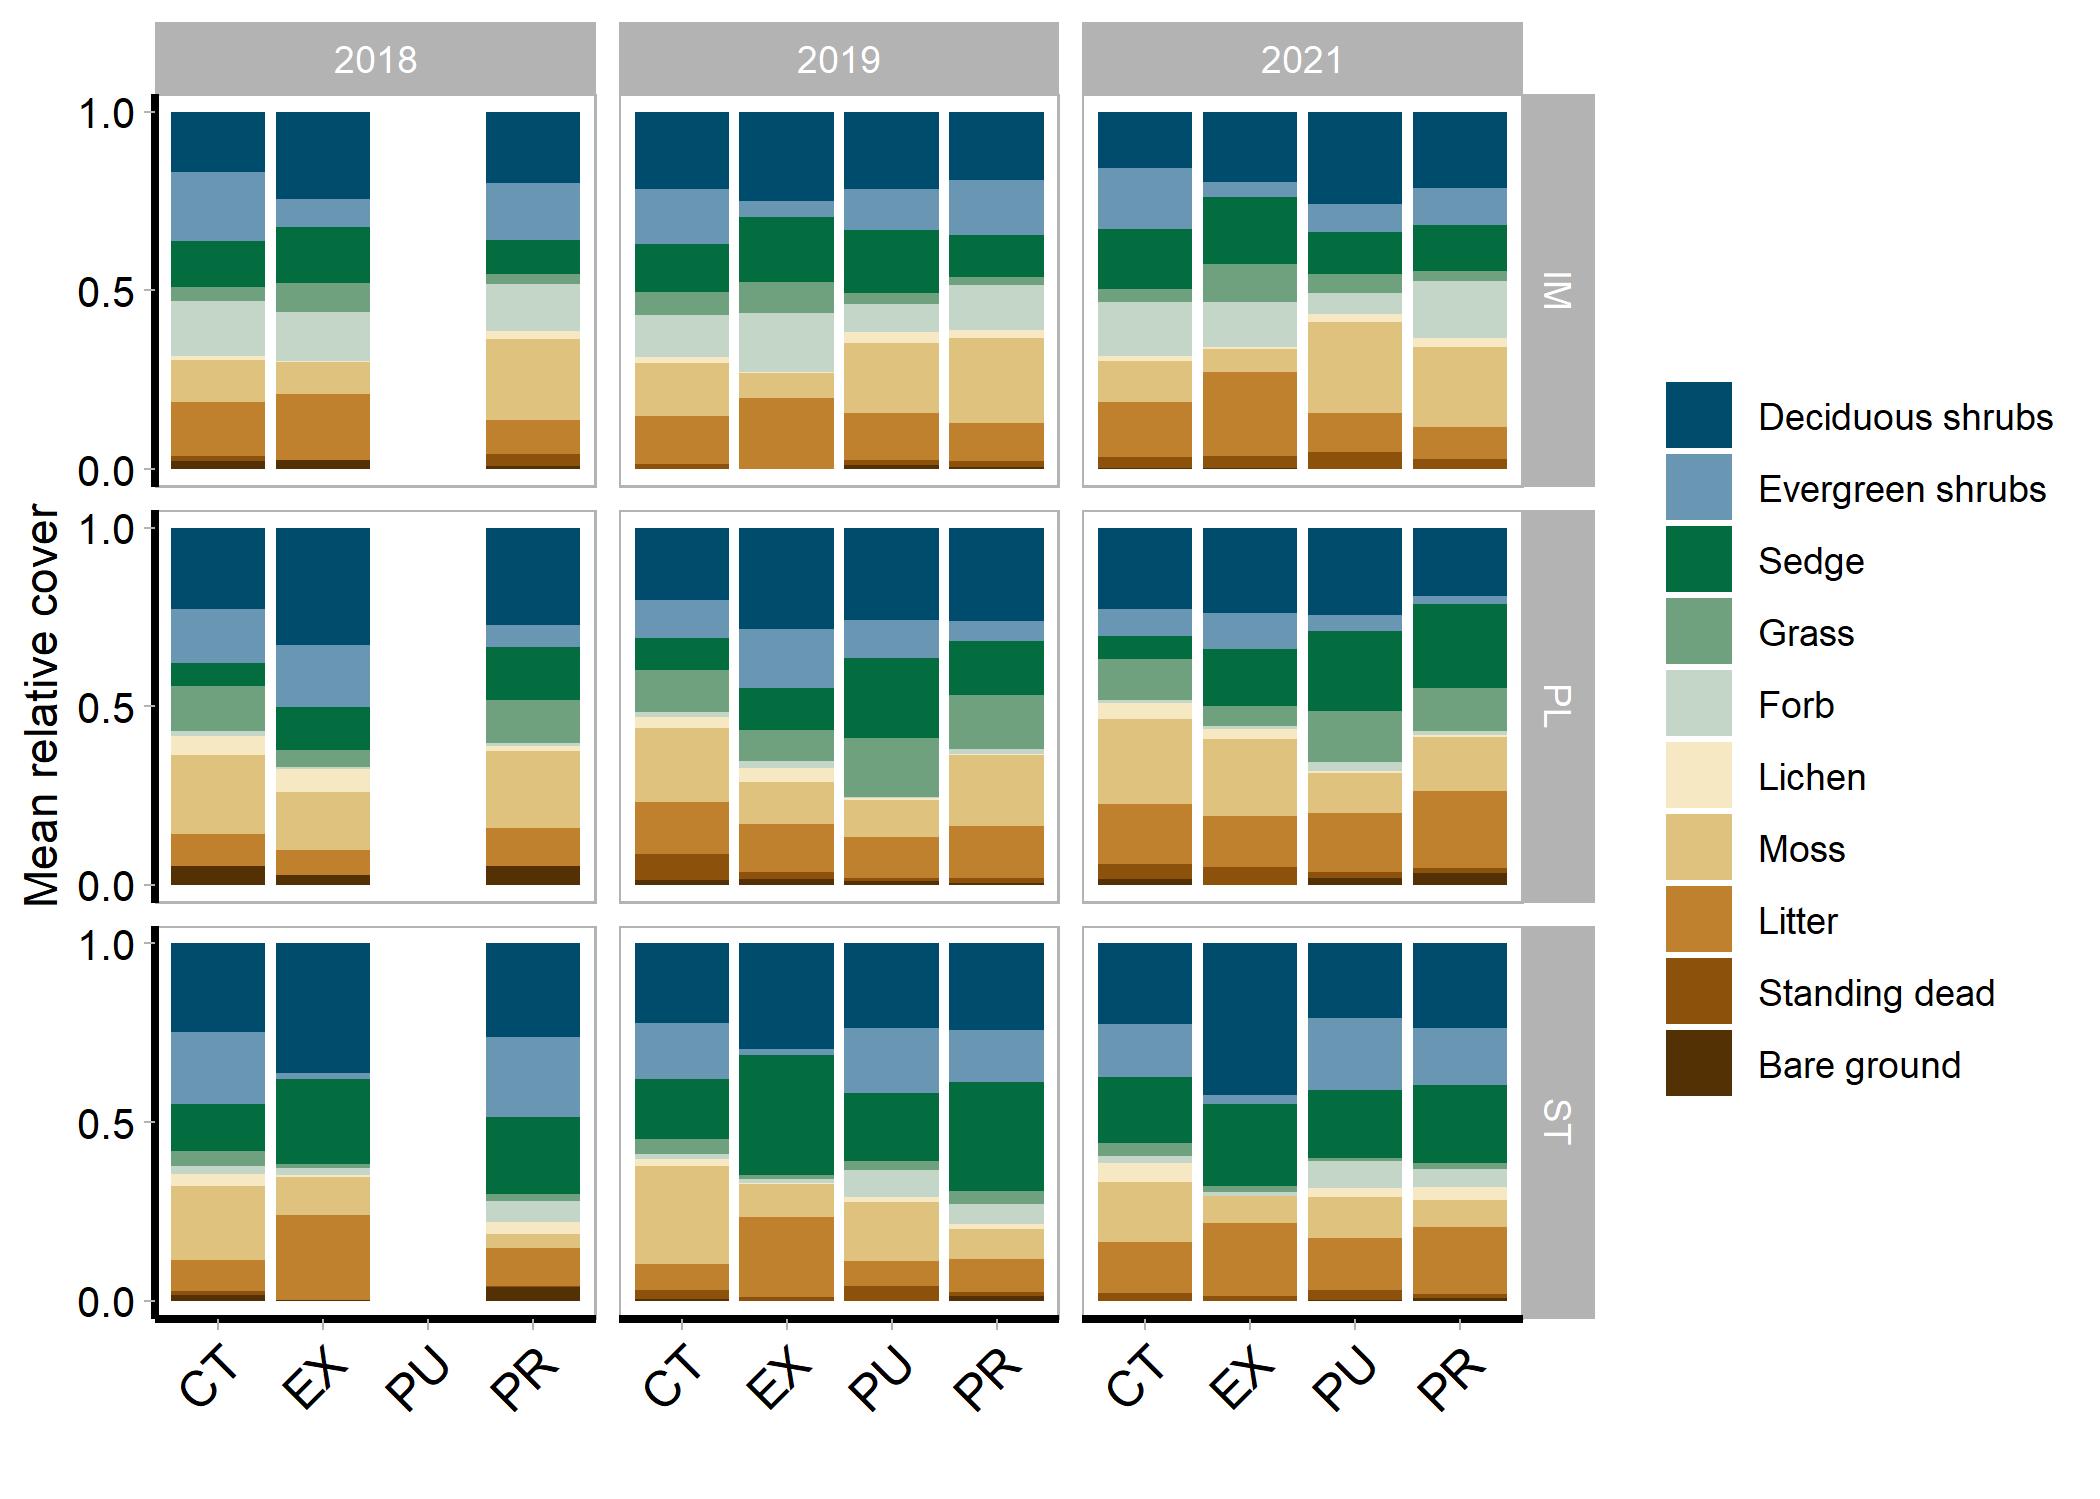 2018 2019 2021
1.0
0.5
0.0
IM
1.0
0.5
0.0
PL
1.0
0.5
0.0
ST
Mean relative cover
CT EX PU PR CT EX PU PR CT EX PU PR
Deciduous shrubs
Evergreen shrubs
Sedge
Grass
Forb
Lichen
Moss
Litter
Standing dead
Bare ground